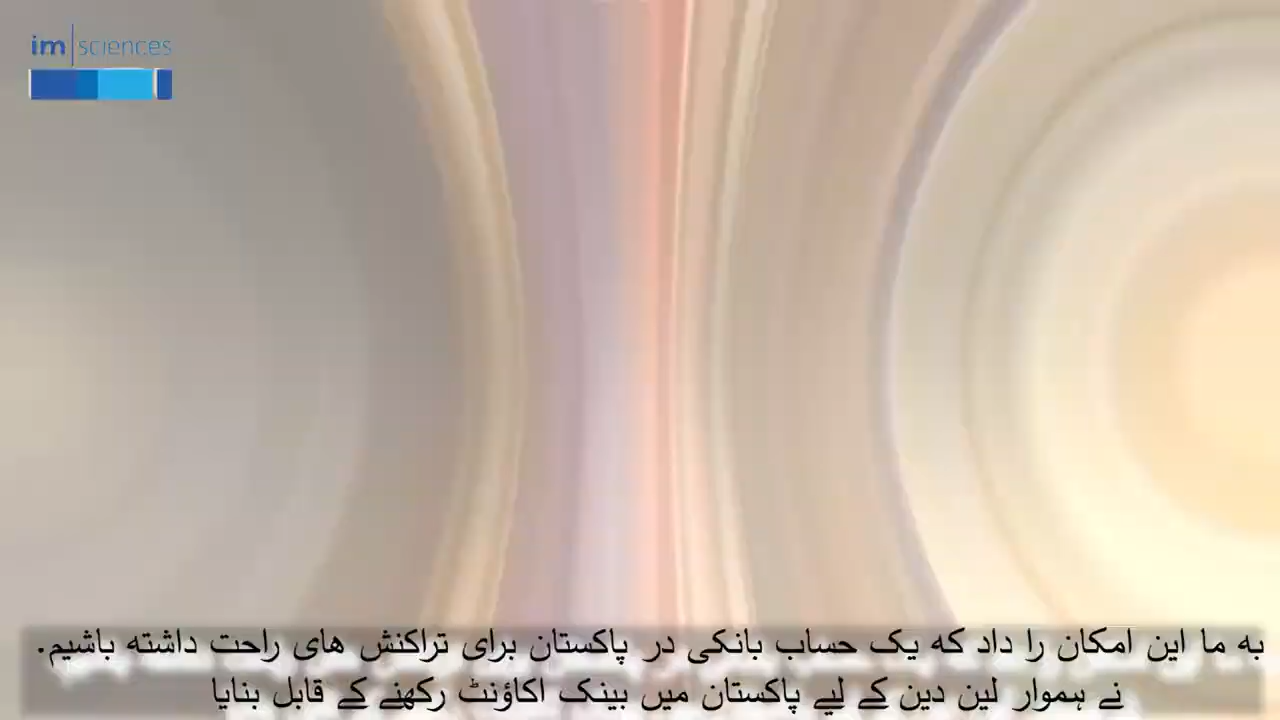 im|sciences
به ما این امکان را داد که یک حساب بانکی در پاکستان برای تراکنش های راحت داشته باشیم.
نے ہموار لین دین کے لیے پاکستان میں بینک اکاؤنٹ رکھنے کے قابل بنایا